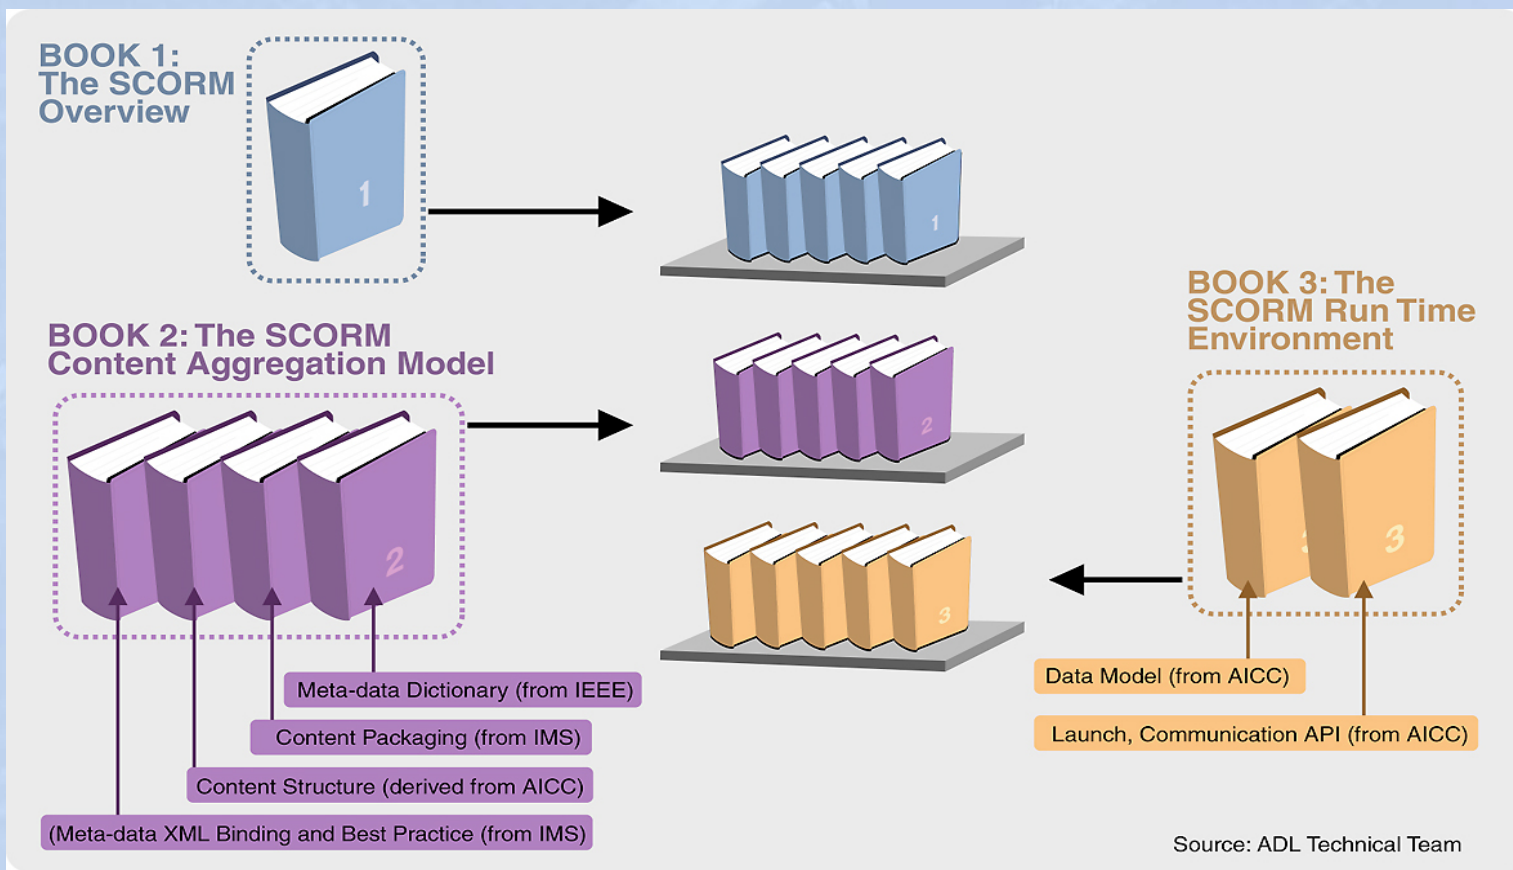 BOOK 1:
The SCORM
Overview
1
1
BOOK 2: The SCORM
Content Aggregation Model
2
2
BOOK 3: The
SCORM Run Time
Environment
3
3
3
Meta-data Dictionary (from IEEE)
Content Packaging (from IMS)
Content Structure (derived from AICC)
(Meta-data XML Binding and Best Practice (from IMS)
Data Model (from AICC)
Launch, Communication API (from AICC)
Source: ADL Technical Team